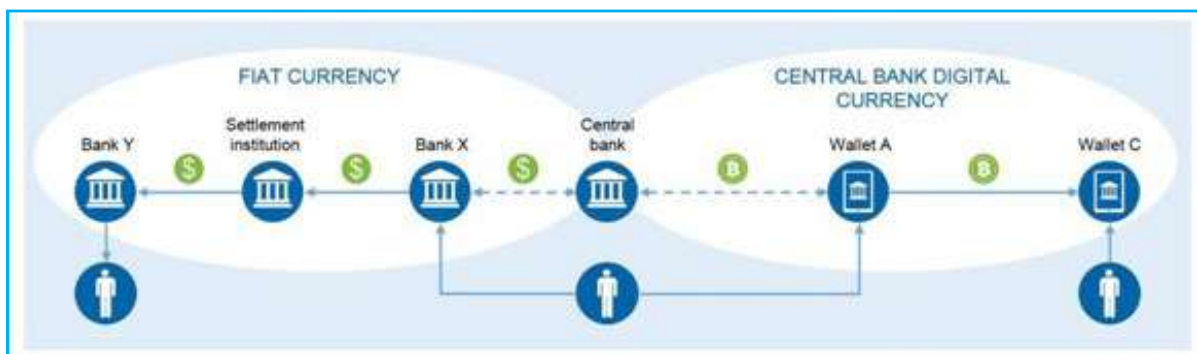 FIAT CURRENCY
CENTRAL BANK DIGITAL
CURRENCY
Bank Y
Settlement
institution
Bank X
Central
bank
Wallet A
Wallet C
$
$
$
B
B